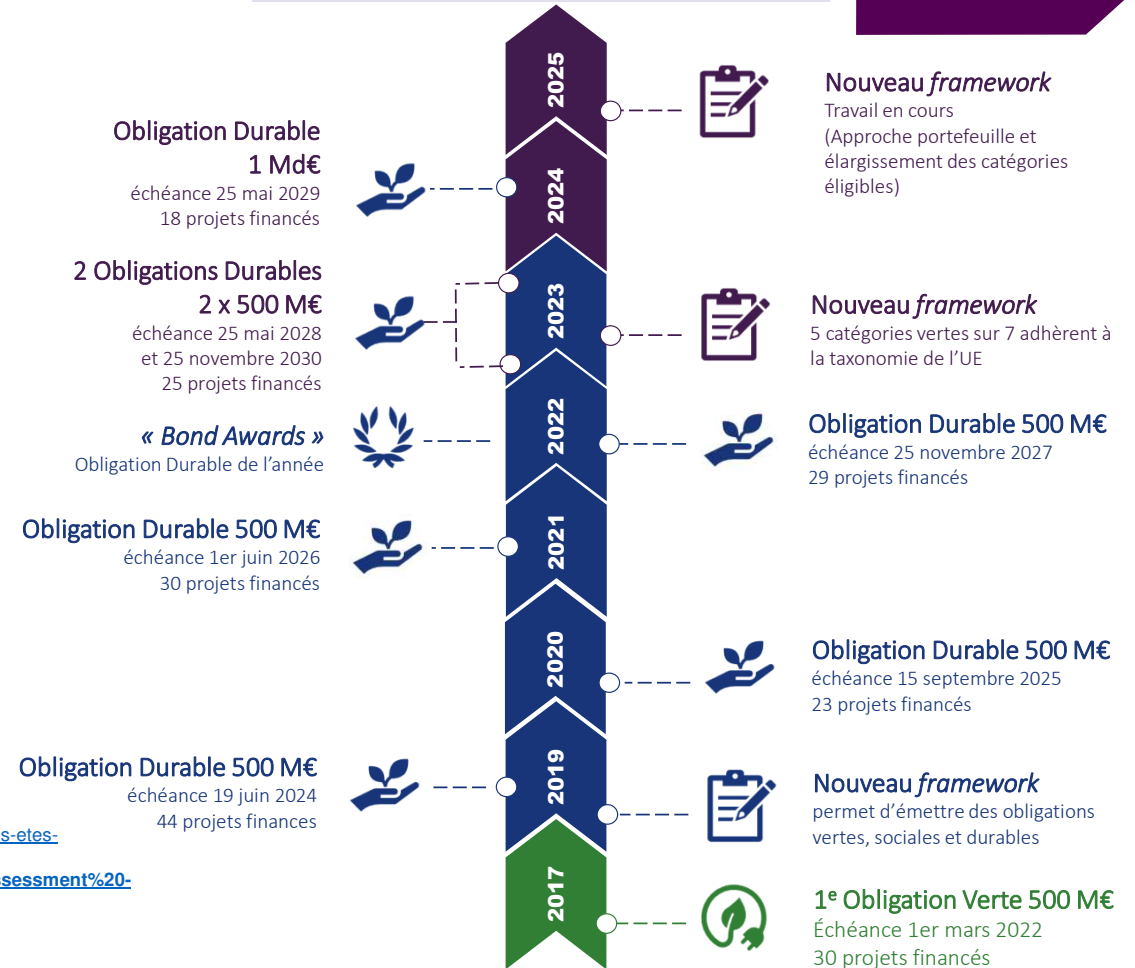 2025
Nouveau framework
Travail en cours
(Approche portefeuille et
élargissement des catégories
éligibles)
Obligation Durable
1 Md€
échéance 25 mai 2029
18 projets financés
2024
2 Obligations Durables
2 x 500 M€
échéance 25 mai 2028
et 25 novembre 2030
25 projets financés
2023
Nouveau framework
5 catégories vertes sur 7 adhèrent à
la taxonomie de l’UE
« Bond Awards »
Obligation Durable de l’année
2022
Obligation Durable 500 M€
échéance 25 novembre 2027
29 projets financés
Obligation Durable 500 M€
échéance 1er juin 2026
30 projets financés
2021
2020
Obligation Durable 500 M€
échéance 15 septembre 2025
23 projets financés
Obligation Durable 500 M€
échéance 19 juin 2024
44 projets finances
2019
Nouveau framework
permet d’émettre des obligations
vertes, sociales et durables
s-etes-
ssessment%20-
2017
1e Obligation Verte 500 M€
Échéance 1er mars 2022
30 projets financés